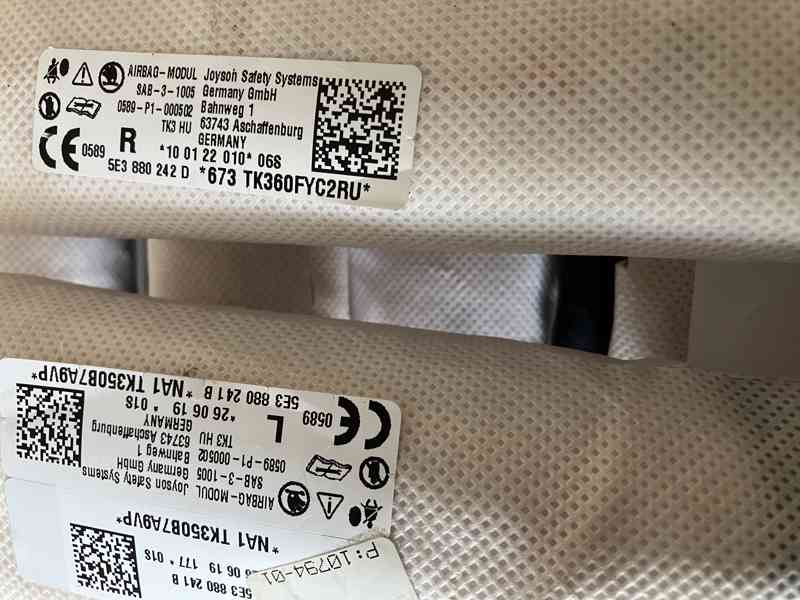 AIRBAG-MODUL Joyson Safety Systems
SAB-3-1005 Germany GmbH
0589-P1-000502 Bahnweg 1
TK3 HU 63743 Aschaffenburg
GERMANY
CE 0589 R *10 01 22 010* 06S
5E3 880 242 D *673 TK360FYC2RU*
AIRBAG-MODUL Joyson Safety Systems
SAB-3-1005 Germany GmbH
0589-P1-000502 Bahnweg 1
TK3 HU 63743 Aschaffenburg
GERMANY
CE 0589 L *26 06 19 * 01S
5E3 880 241 B *NA1 TK350B7A9VP*
P:10794-01
06 19 177 * 01S
5E3 880 241 B *NA1 TK350B7A9VP*